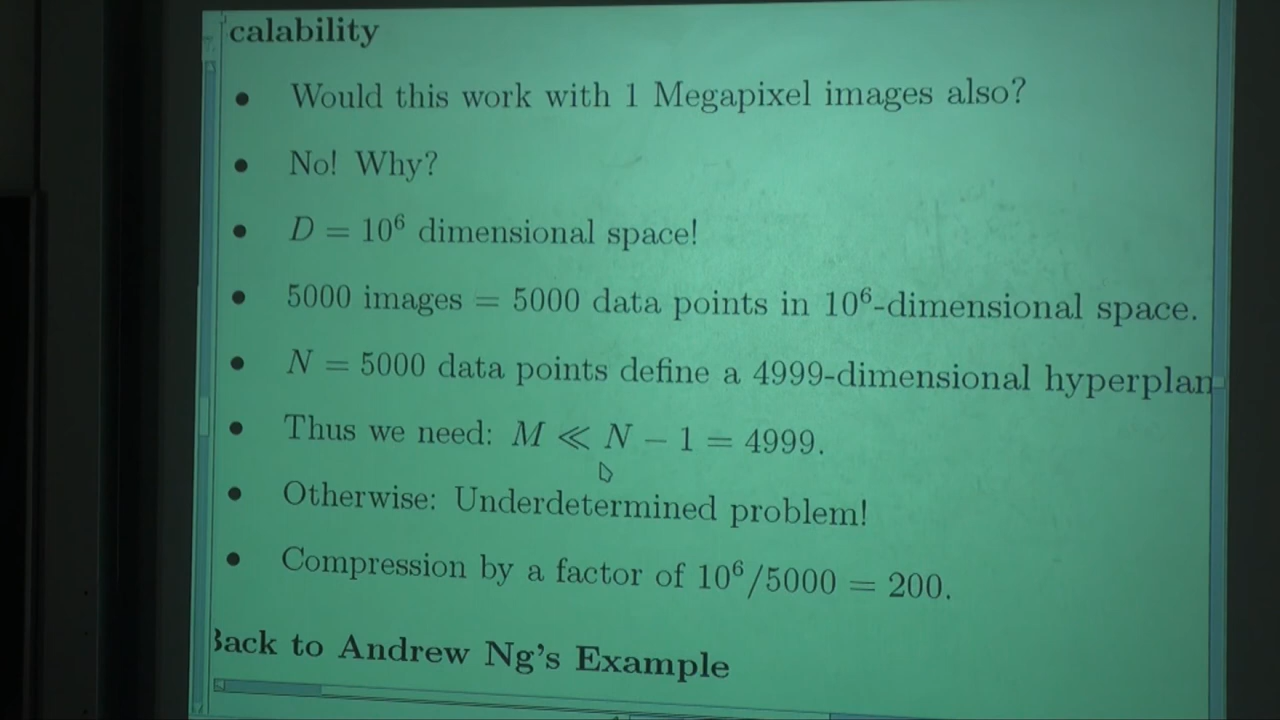 calability
• Would this work with 1 Megapixel images also?
• No! Why?
• D = 10⁶ dimensional space!
• 5000 images = 5000 data points in 10⁶-dimensional space.
• N = 5000 data points define a 4999-dimensional hyperplan
• Thus we need: M ≪ N − 1 = 4999.
• Otherwise: Underdetermined problem!
• Compression by a factor of 10⁶/5000 = 200.
Back to Andrew Ng's Example